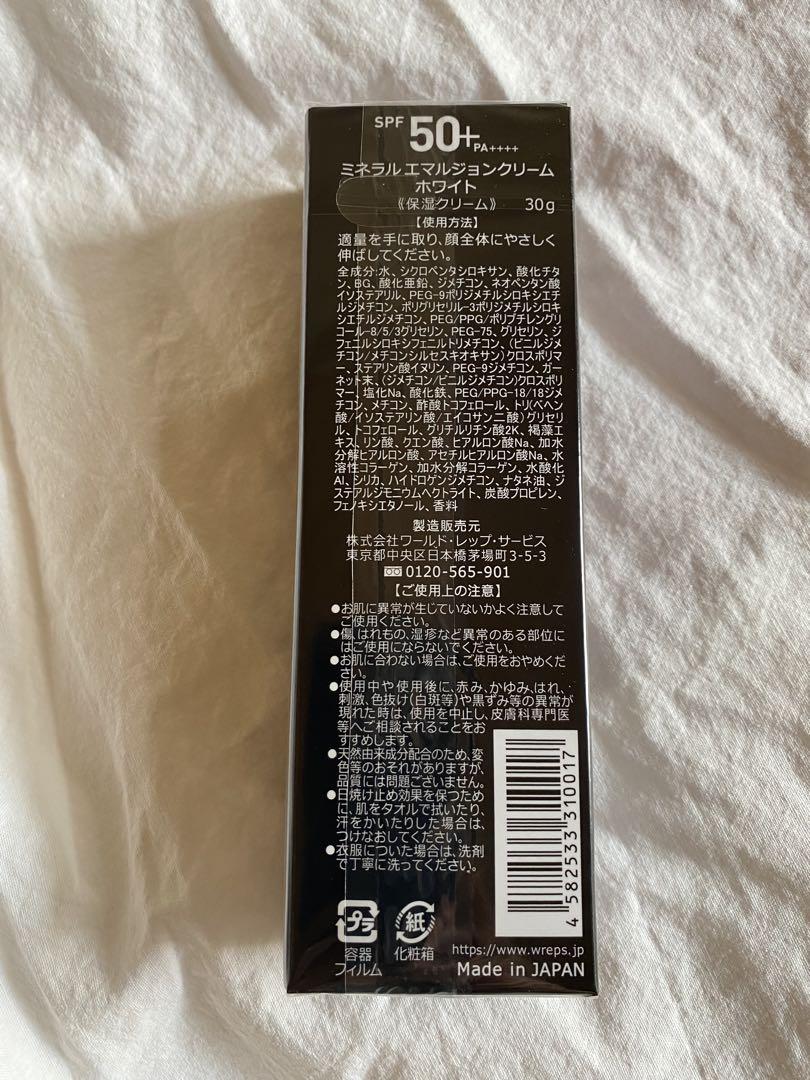 SPF 50+ PA++++
ミネラル エマルジョンクリーム
ホワイト
《保湿クリーム》 30g
【使用方法】
適量を手に取り、顔全体にやさしく
伸ばしてください。
全成分:水、シクロペンタシロキサン、酸化チタ
ン、BG、酸化亜鉛、ジメチコン、ネオペンタン酸
イソステアリル、PEG-9ポリジメチルシロキシエチ
ルジメチコン、ポリグリセリル-3ポリジメチルシロキ
シエチルジメチコン、PEG/PPG/ポリブチレングリ
コール-8/5/3グリセリン、PEG-75、グリセリン、ジ
フェニルシロキシフェニルトリメチコン、(ビニルジメ
チコン/メチコンシルセスキオキサン)クロスポリマ
ー、ステアリン酸イヌリン、PEG-9ジメチコン、ガー
ネット末、(ジメチコン/ビニルジメチコン)クロスポリ
マー、塩化Na、酸化鉄、PEG/PPG-18/18ジメチ
コン、メチコン、酢酸トコフェロール、トリ(ベヘン
酸/イソステアリン酸/エイコサン二酸)グリセリ
ル、トコフェロール、グリチルリチン酸2K、褐藻エ
キス、リン酸、クエン酸、ヒアルロン酸Na、加水
分解ヒアルロン酸、アセチルヒアルロン酸Na、水
溶性コラーゲン、加水分解コラーゲン、水酸化
Al、シリカ、ハイドロゲンジメチコン、ナタネ油、ジ
ステアルジモニウムヘクトライト、炭酸プロピレン、
フェノキシエタノール、香料
製造販売元
株式会社ワールド・レップ・サービス
東京都中央区日本橋茅場町3-5-3
0120-565-901
【ご使用上の注意】
●お肌に異常が生じていないかよく注意して
ご使用ください。
●傷、はれもの、湿疹など異常のある部位に
はご使用にならないでください。
●お肌に合わない場合は、ご使用をおやめくだ
さい。
●使用中や使用後に、赤み、かゆみ、はれ、
刺激、色抜け(白斑等)や黒ずみ等の異常が
現れた時は、使用を中止し、皮膚科専門医
等へご相談されることをお
すすめします。
●天然由来成分配合のため、変
色等のおそれがありますが、
品質には問題ございません。
●日焼け止め効果を保つため
に、肌をタオルで拭いたり、
汗をかいたりした場合は、
つけなおしてください。
●衣服についた場合は、洗剤
で丁寧に洗ってください。
4 582533 310017
プラ 紙
容器 化粧箱
フィルム
https://www.wreps.jp
Made in JAPAN